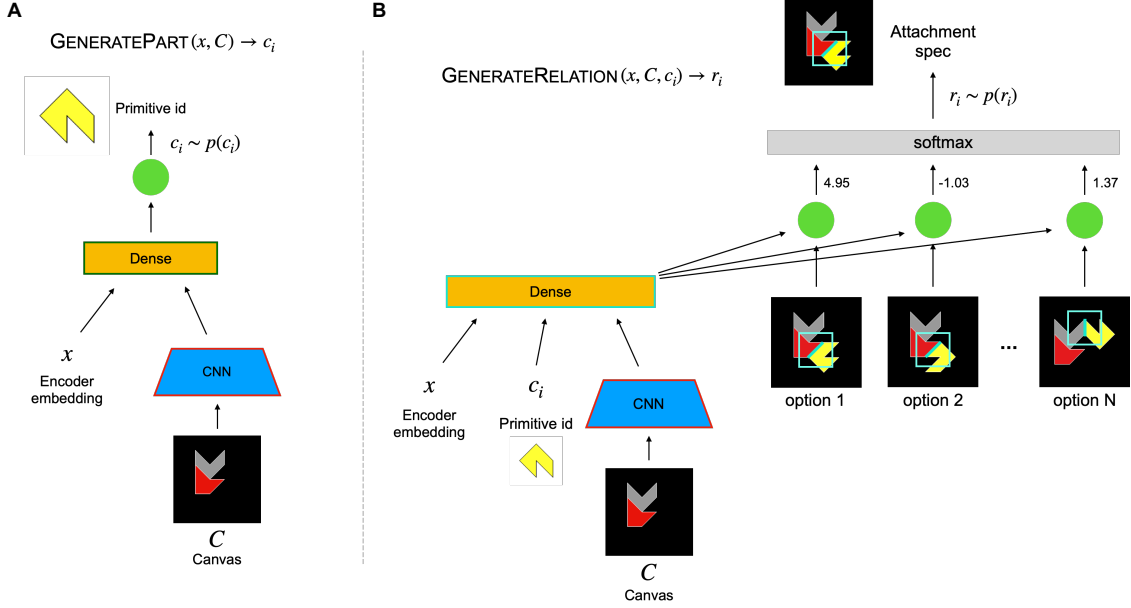 A
GENERATEPART(x, C) → cᵢ
Primitive id
cᵢ ~ p(cᵢ)
Dense
x
Encoder
embedding
CNN
C
Canvas
B
GENERATERELATION(x, C, cᵢ) → rᵢ
Attachment
spec
rᵢ ~ p(rᵢ)
softmax
4.95
-1.03
1.37
Dense
x
Encoder
embedding
cᵢ
Primitive id
CNN
C
Canvas
option 1
option 2
...
option N